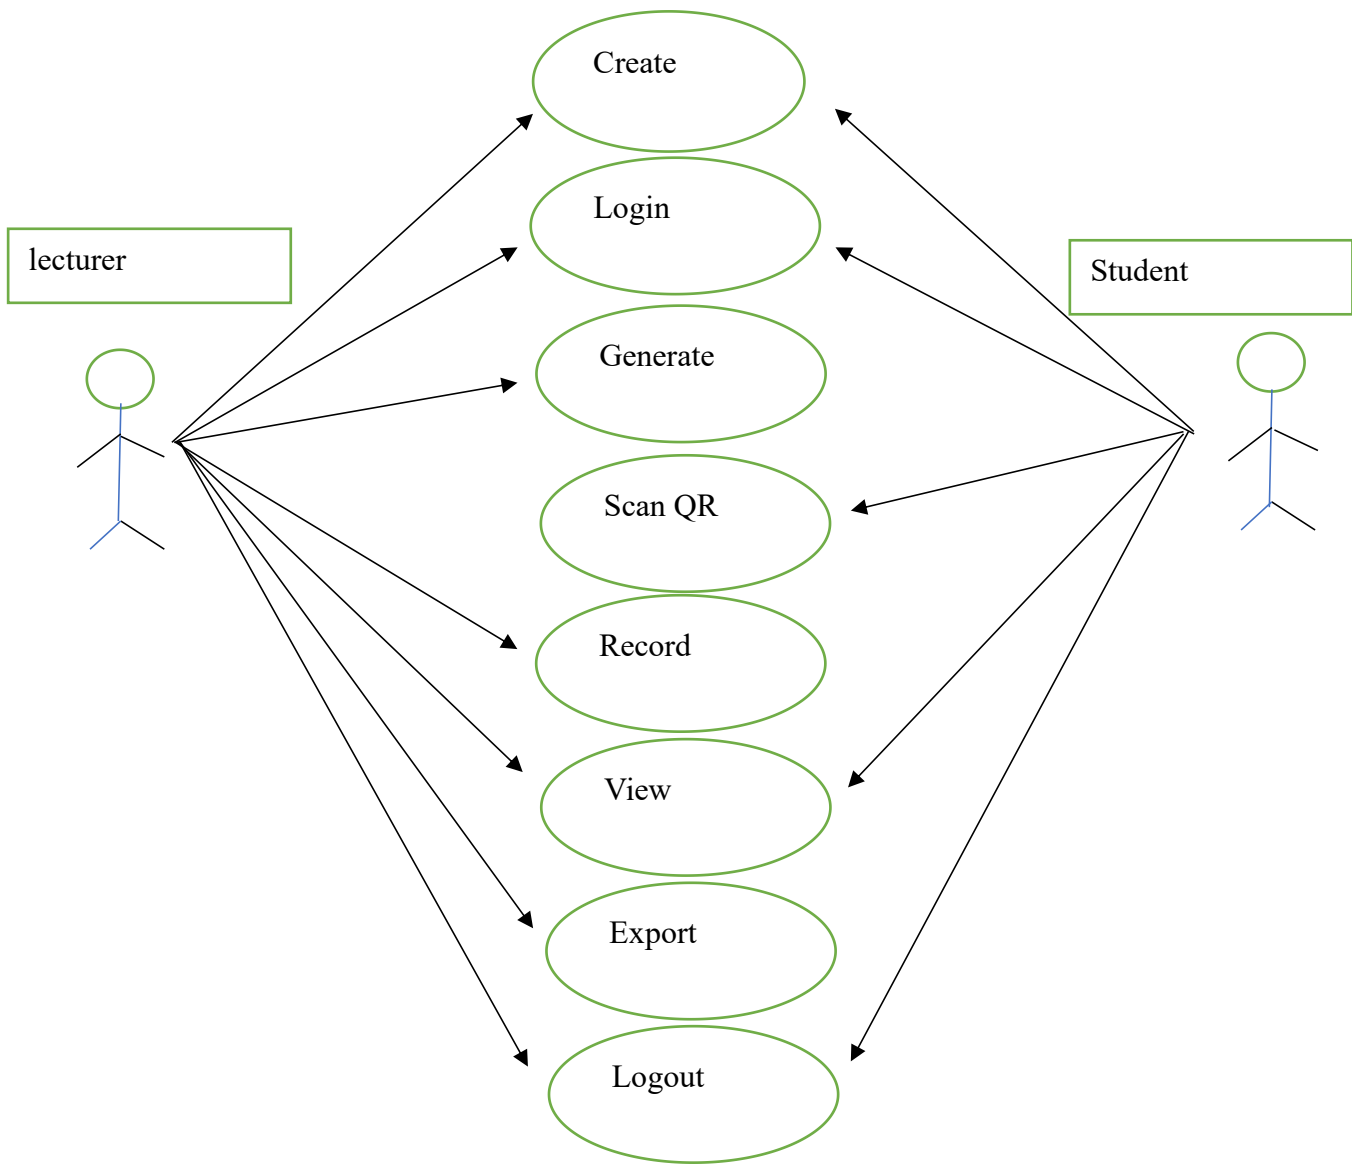 Create
Login
lecturer
Student
Generate
Scan QR
Record
View
Export
Logout